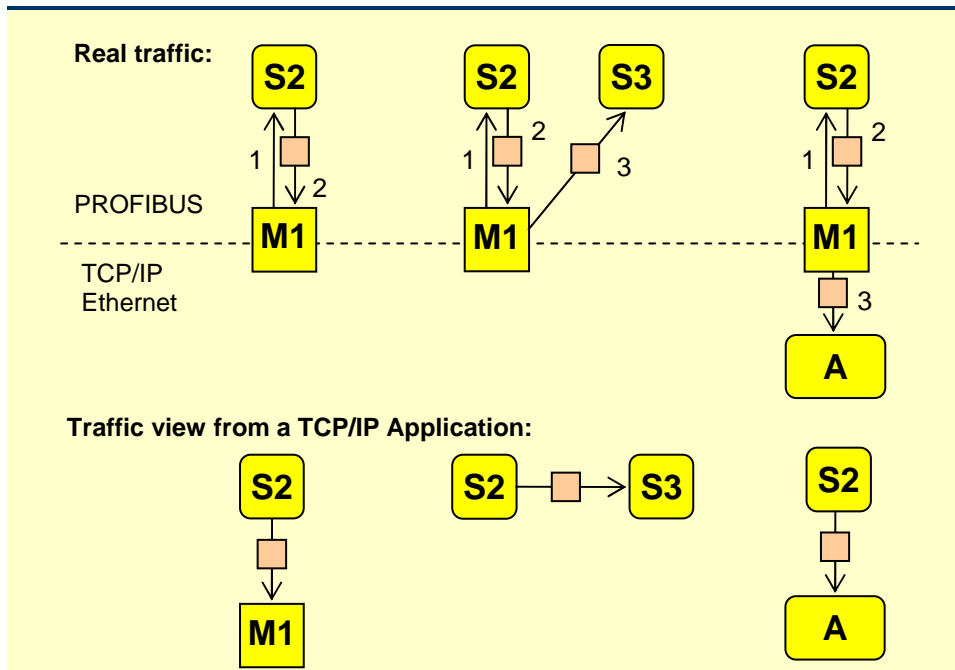 Real traffic:
S2
S2
S3
S2
1
2
1
2
3
1
2
PROFIBUS
M1
M1
M1
TCP/IP
Ethernet
3
A
Traffic view from a TCP/IP Application:
S2
S2
S3
S2
M1
A